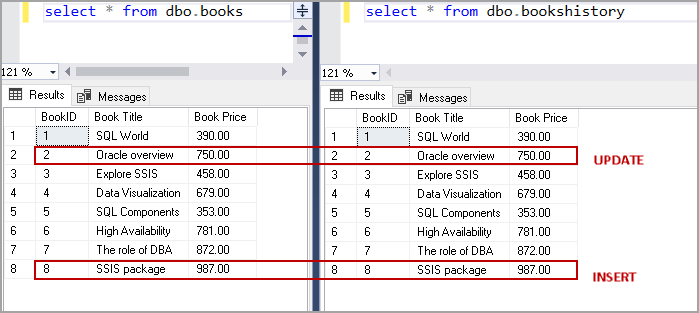 select * from dbo.books
121 %
Results Messages
BookID Book Title Book Price
1 1 SQL World 390.00
2 2 Oracle overview 750.00
3 3 Explore SSIS 458.00
4 4 Data Visualization 679.00
5 5 SQL Components 353.00
6 6 High Availability 781.00
7 7 The role of DBA 872.00
8 8 SSIS package 987.00
select * from dbo.bookshistory
121 %
Results Messages
BookID Book Title Book Price
1 1 SQL World 390.00
2 2 Oracle overview 750.00
3 3 Explore SSIS 458.00
4 4 Data Visualization 679.00
5 5 SQL Components 353.00
6 6 High Availability 781.00
7 7 The role of DBA 872.00
8 8 SSIS package 987.00
UPDATE
INSERT